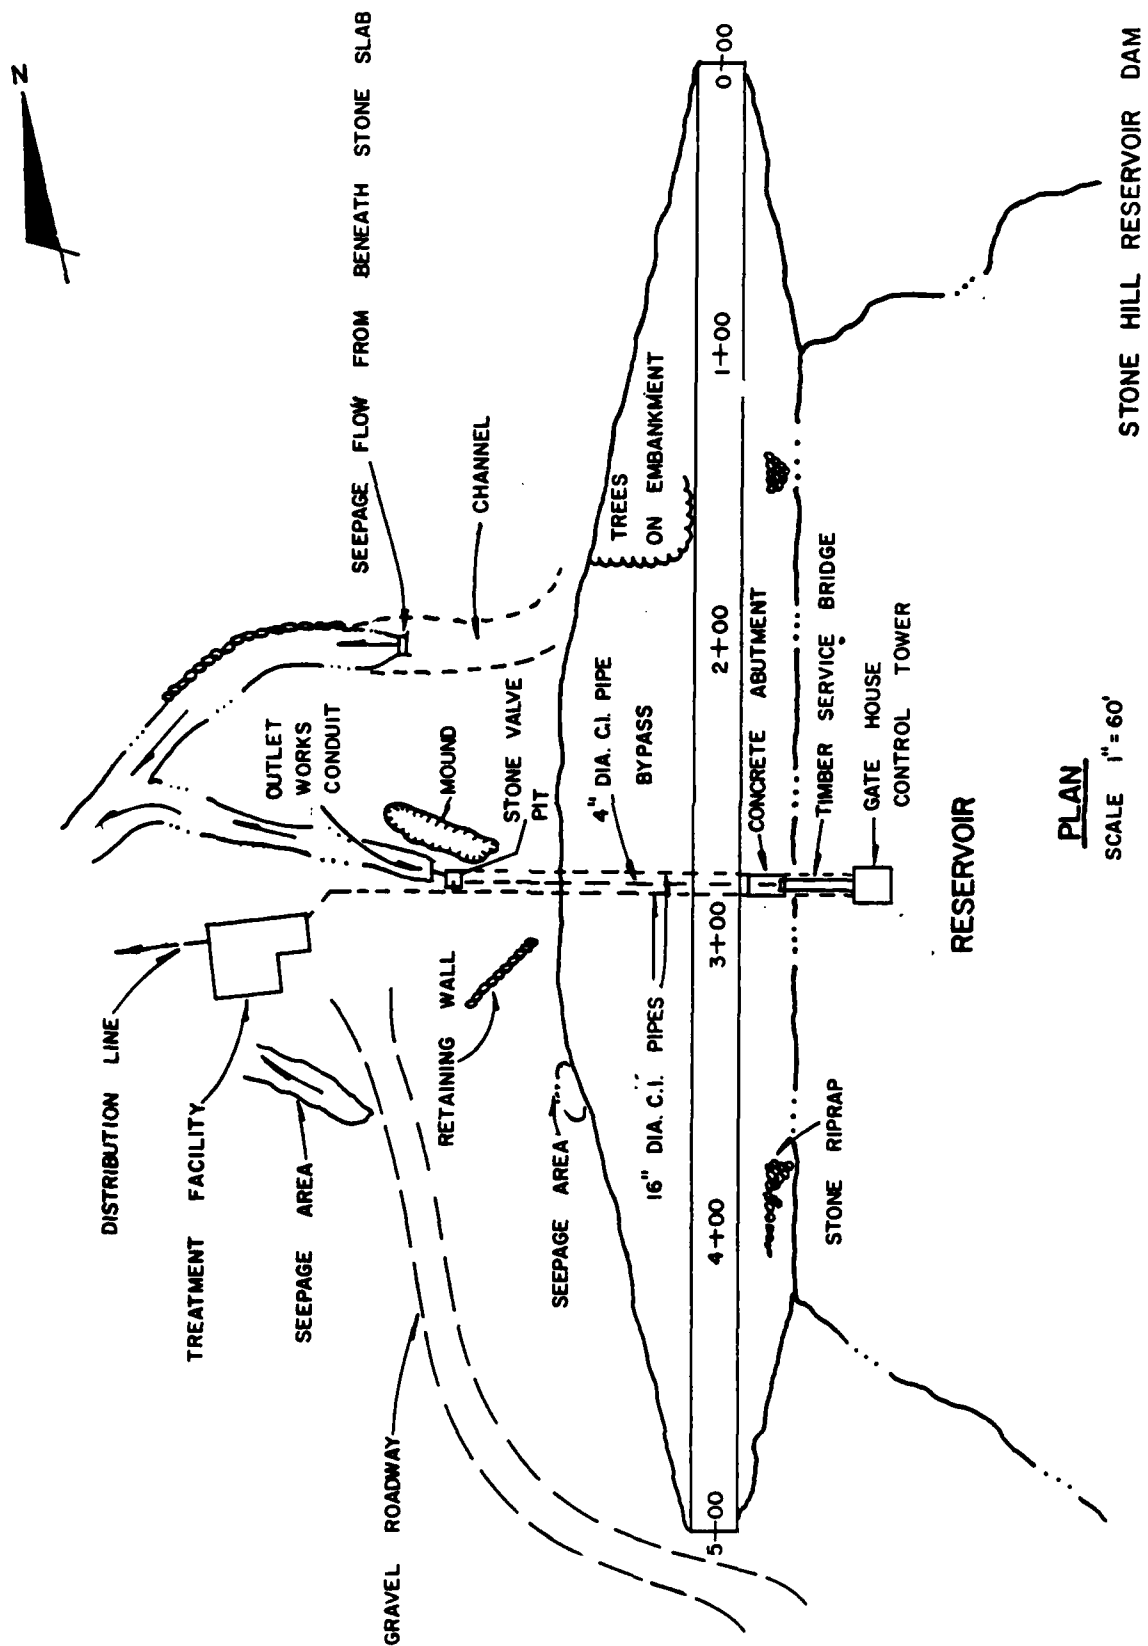 N
SEEPAGE FLOW FROM BENEATH STONE SLAB
CHANNEL
OUTLET
WORKS
CONDUIT
MOUND
STONE VALVE
PIT
DISTRIBUTION LINE
TREATMENT FACILITY
SEEPAGE AREA
GRAVEL ROADWAY
RETAINING WALL
SEEPAGE AREA
TREES
ON EMBANKMENT
4" DIA. C.I. PIPE
BYPASS
16" DIA. C.I. PIPES
5+00
4+00
3+00
2+00
1+00
0+00
CONCRETE ABUTMENT
TIMBER SERVICE BRIDGE
GATE HOUSE
CONTROL TOWER
STONE RIPRAP
RESERVOIR
PLAN
SCALE 1"=60'
STONE HILL RESERVOIR DAM